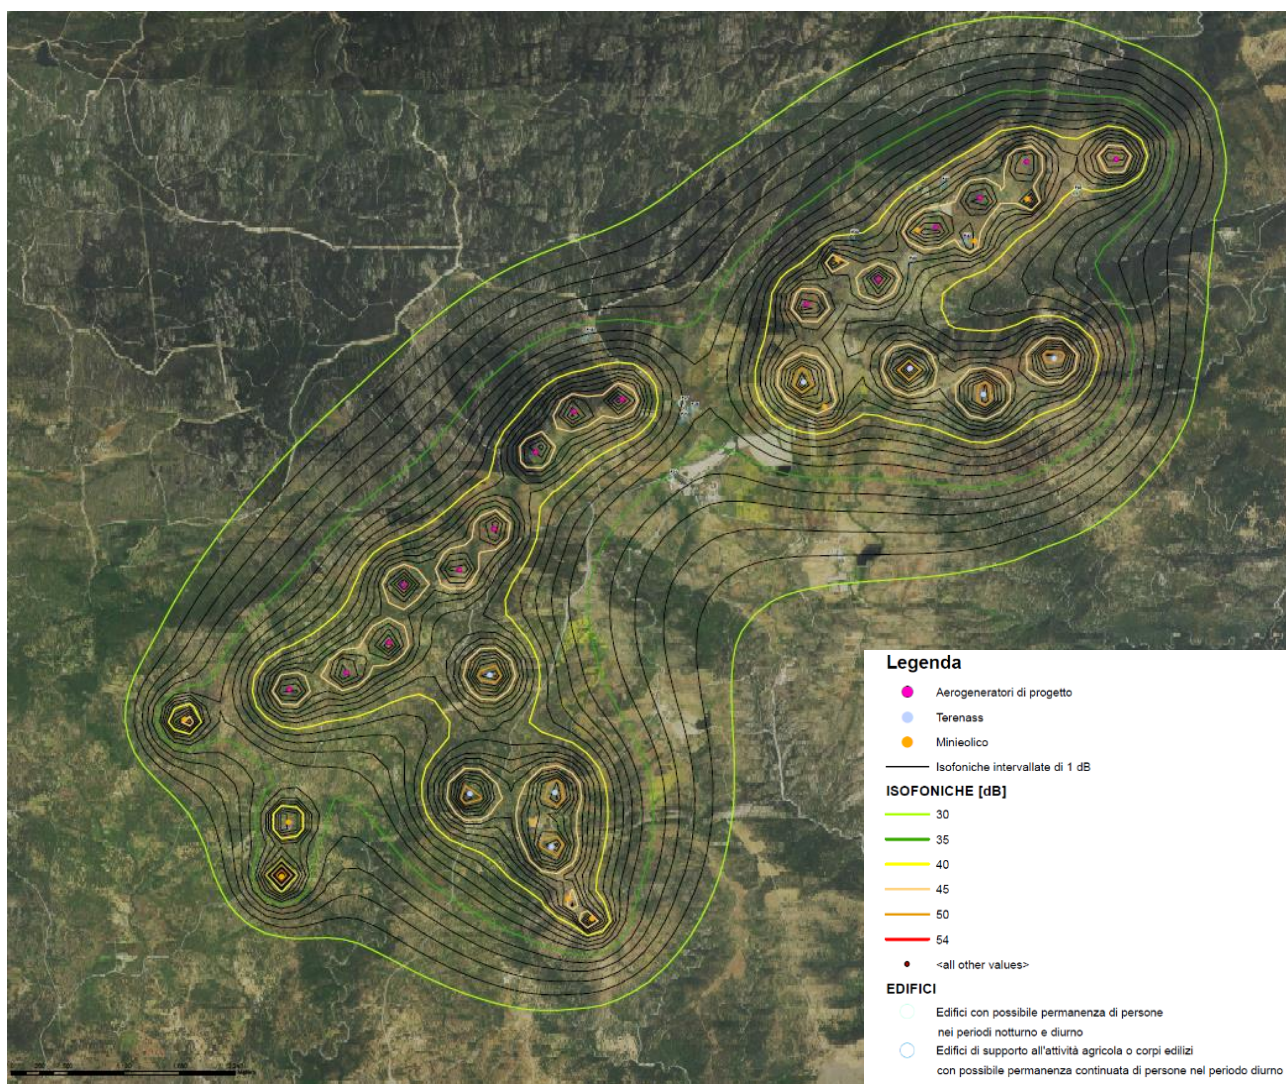 Legenda
Aerogeneratori di progetto
Terenass
Minieolico
Isofoniche intervallate di 1 dB
ISOFONICHE [dB]
30
35
40
45
50
54
<all other values>
EDIFICI
Edifici con possibile permanenza di persone
nei periodi notturno e diurno
Edifici di supporto all'attività agricola o corpi edilizi
con possibile permanenza continuata di persone nel periodo diurno